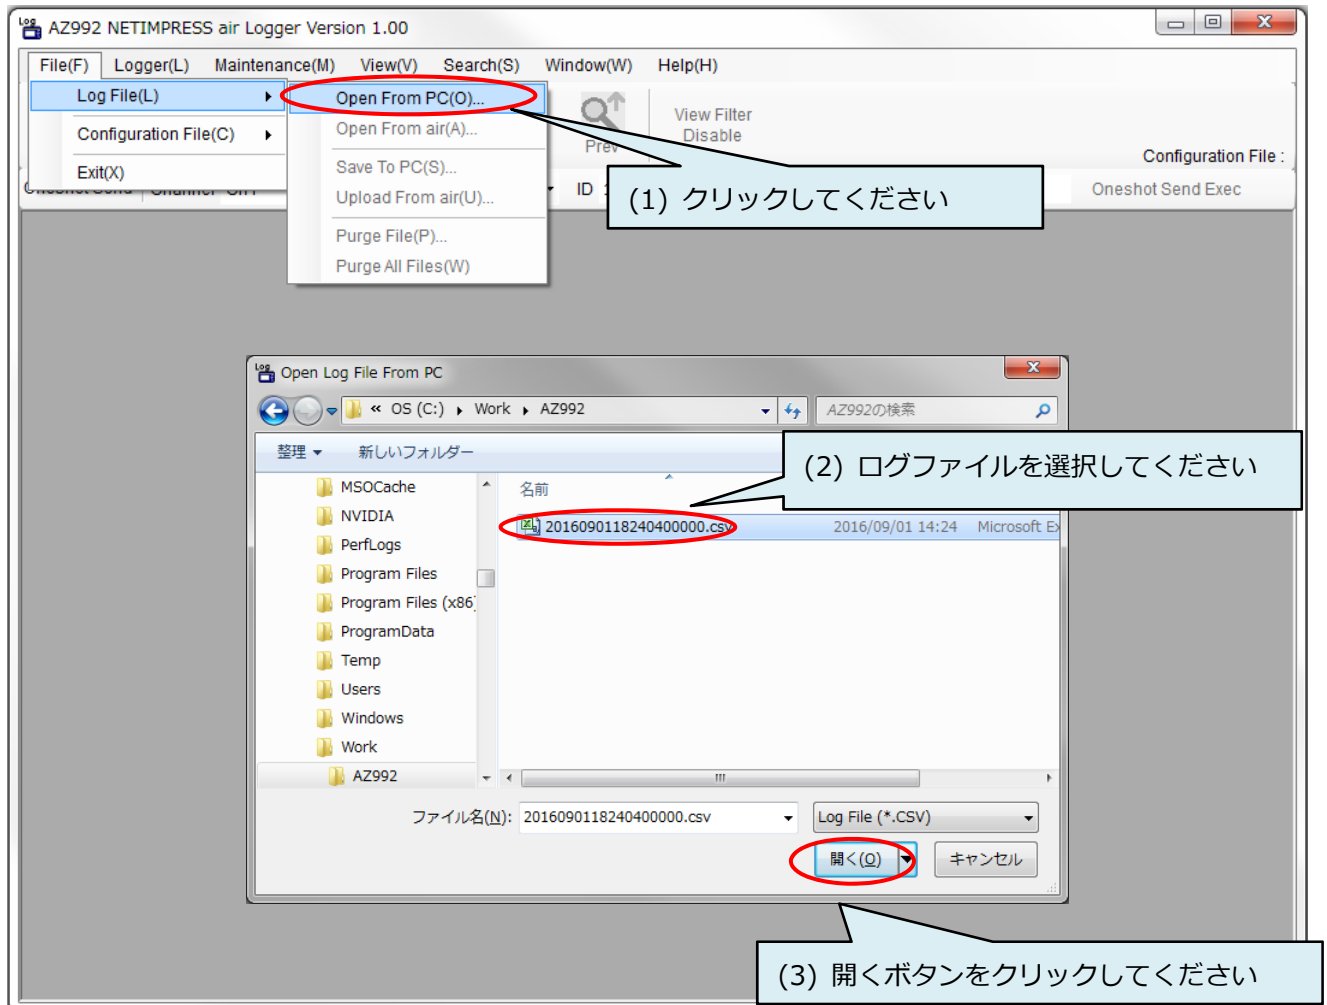 AZ992 NETIMPRESS air Logger Version 1.00
File(F) Logger(L) Maintenance(M) View(V) Search(S) Window(W) Help(H)
Log File(L)
Configuration File(C)
Exit(X)
Open From PC(O)...
Open From air(A)...
Save To PC(S)...
Upload From air(U)...
Purge File(P)...
Purge All Files(W)
Prev
View Filter
Disable
Configuration File :
ID
Oneshot Send Exec
(1) クリックしてください
Open Log File From PC
« OS (C:) ▸ Work ▸ AZ992
AZ992の検索
整理 新しいフォルダー
(2) ログファイルを選択してください
MSOCache
NVIDIA
PerfLogs
Program Files
Program Files (x86)
ProgramData
Temp
Users
Windows
Work
AZ992
名前
2016090118240400000.csv 2016/09/01 14:24 Microsoft Ex
ファイル名(N): 2016090118240400000.csv Log File (*.CSV)
開く(O) キャンセル
(3) 開くボタンをクリックしてください